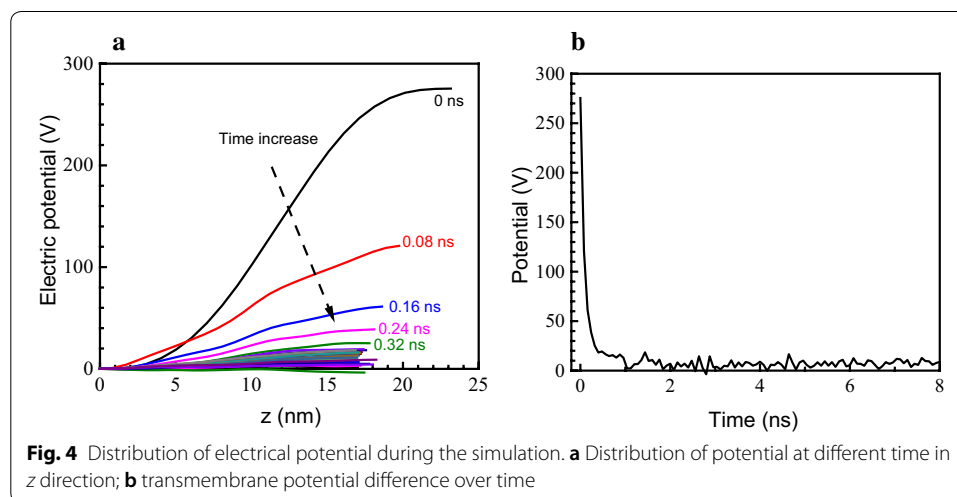 a
300
200
100
0
0 5 10 15 20 25
Electric potential (V)
z (nm)
Time increase
0 ns
0.08 ns
0.16 ns
0.24 ns
0.32 ns
b
300
250
200
150
100
50
0
0 2 4 6 8
Potential (V)
Time (ns)
Fig. 4 Distribution of electrical potential during the simulation. a Distribution of potential at different time in
z direction; b transmembrane potential difference over time